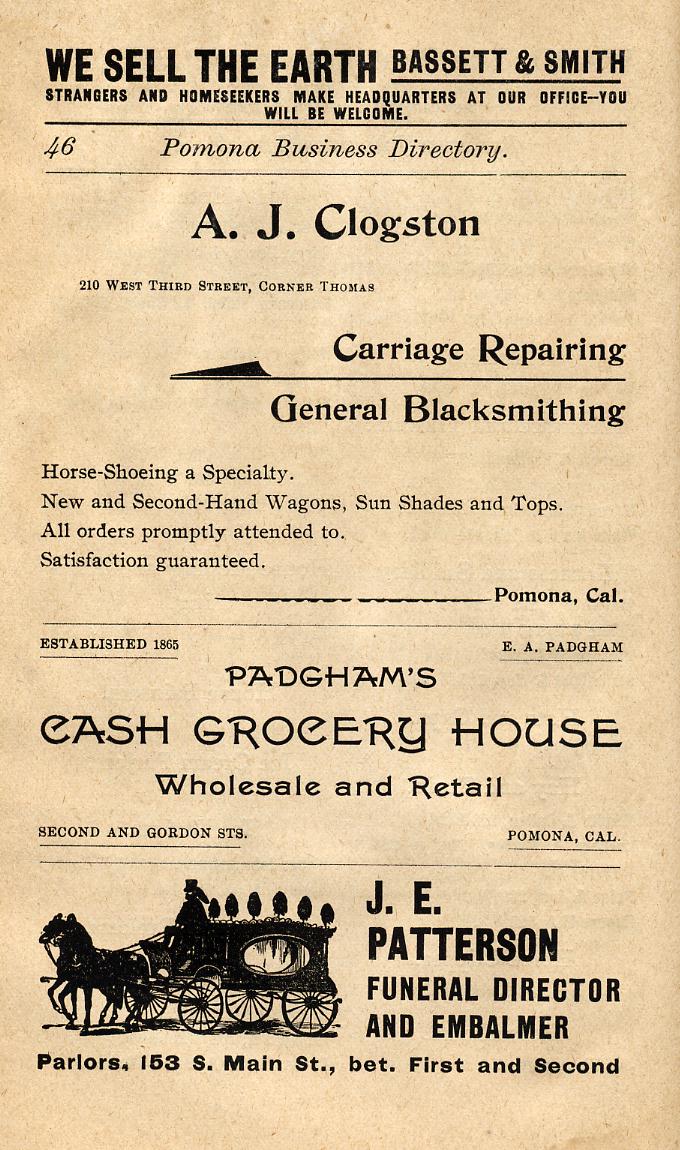 WE SELL THE EARTH BASSETT & SMITH
STRANGERS AND HOMESEEKERS MAKE HEADQUARTERS AT OUR OFFICE--YOU
WILL BE WELCOME.
46 Pomona Business Directory.
A. J. Clogston
210 WEST THIRD STREET, CORNER THOMAS
Carriage Repairing
General Blacksmithing
Horse-Shoeing a Specialty.
New and Second-Hand Wagons, Sun Shades and Tops.
All orders promptly attended to.
Satisfaction guaranteed.
Pomona, Cal.
ESTABLISHED 1865 E. A. PADGHAM
PADGHAM'S
CASH GROCERY HOUSE
Wholesale and Retail
SECOND AND GORDON STS. POMONA, CAL.
J. E.
PATTERSON
FUNERAL DIRECTOR
AND EMBALMER
Parlors, 153 S. Main St., bet. First and Second